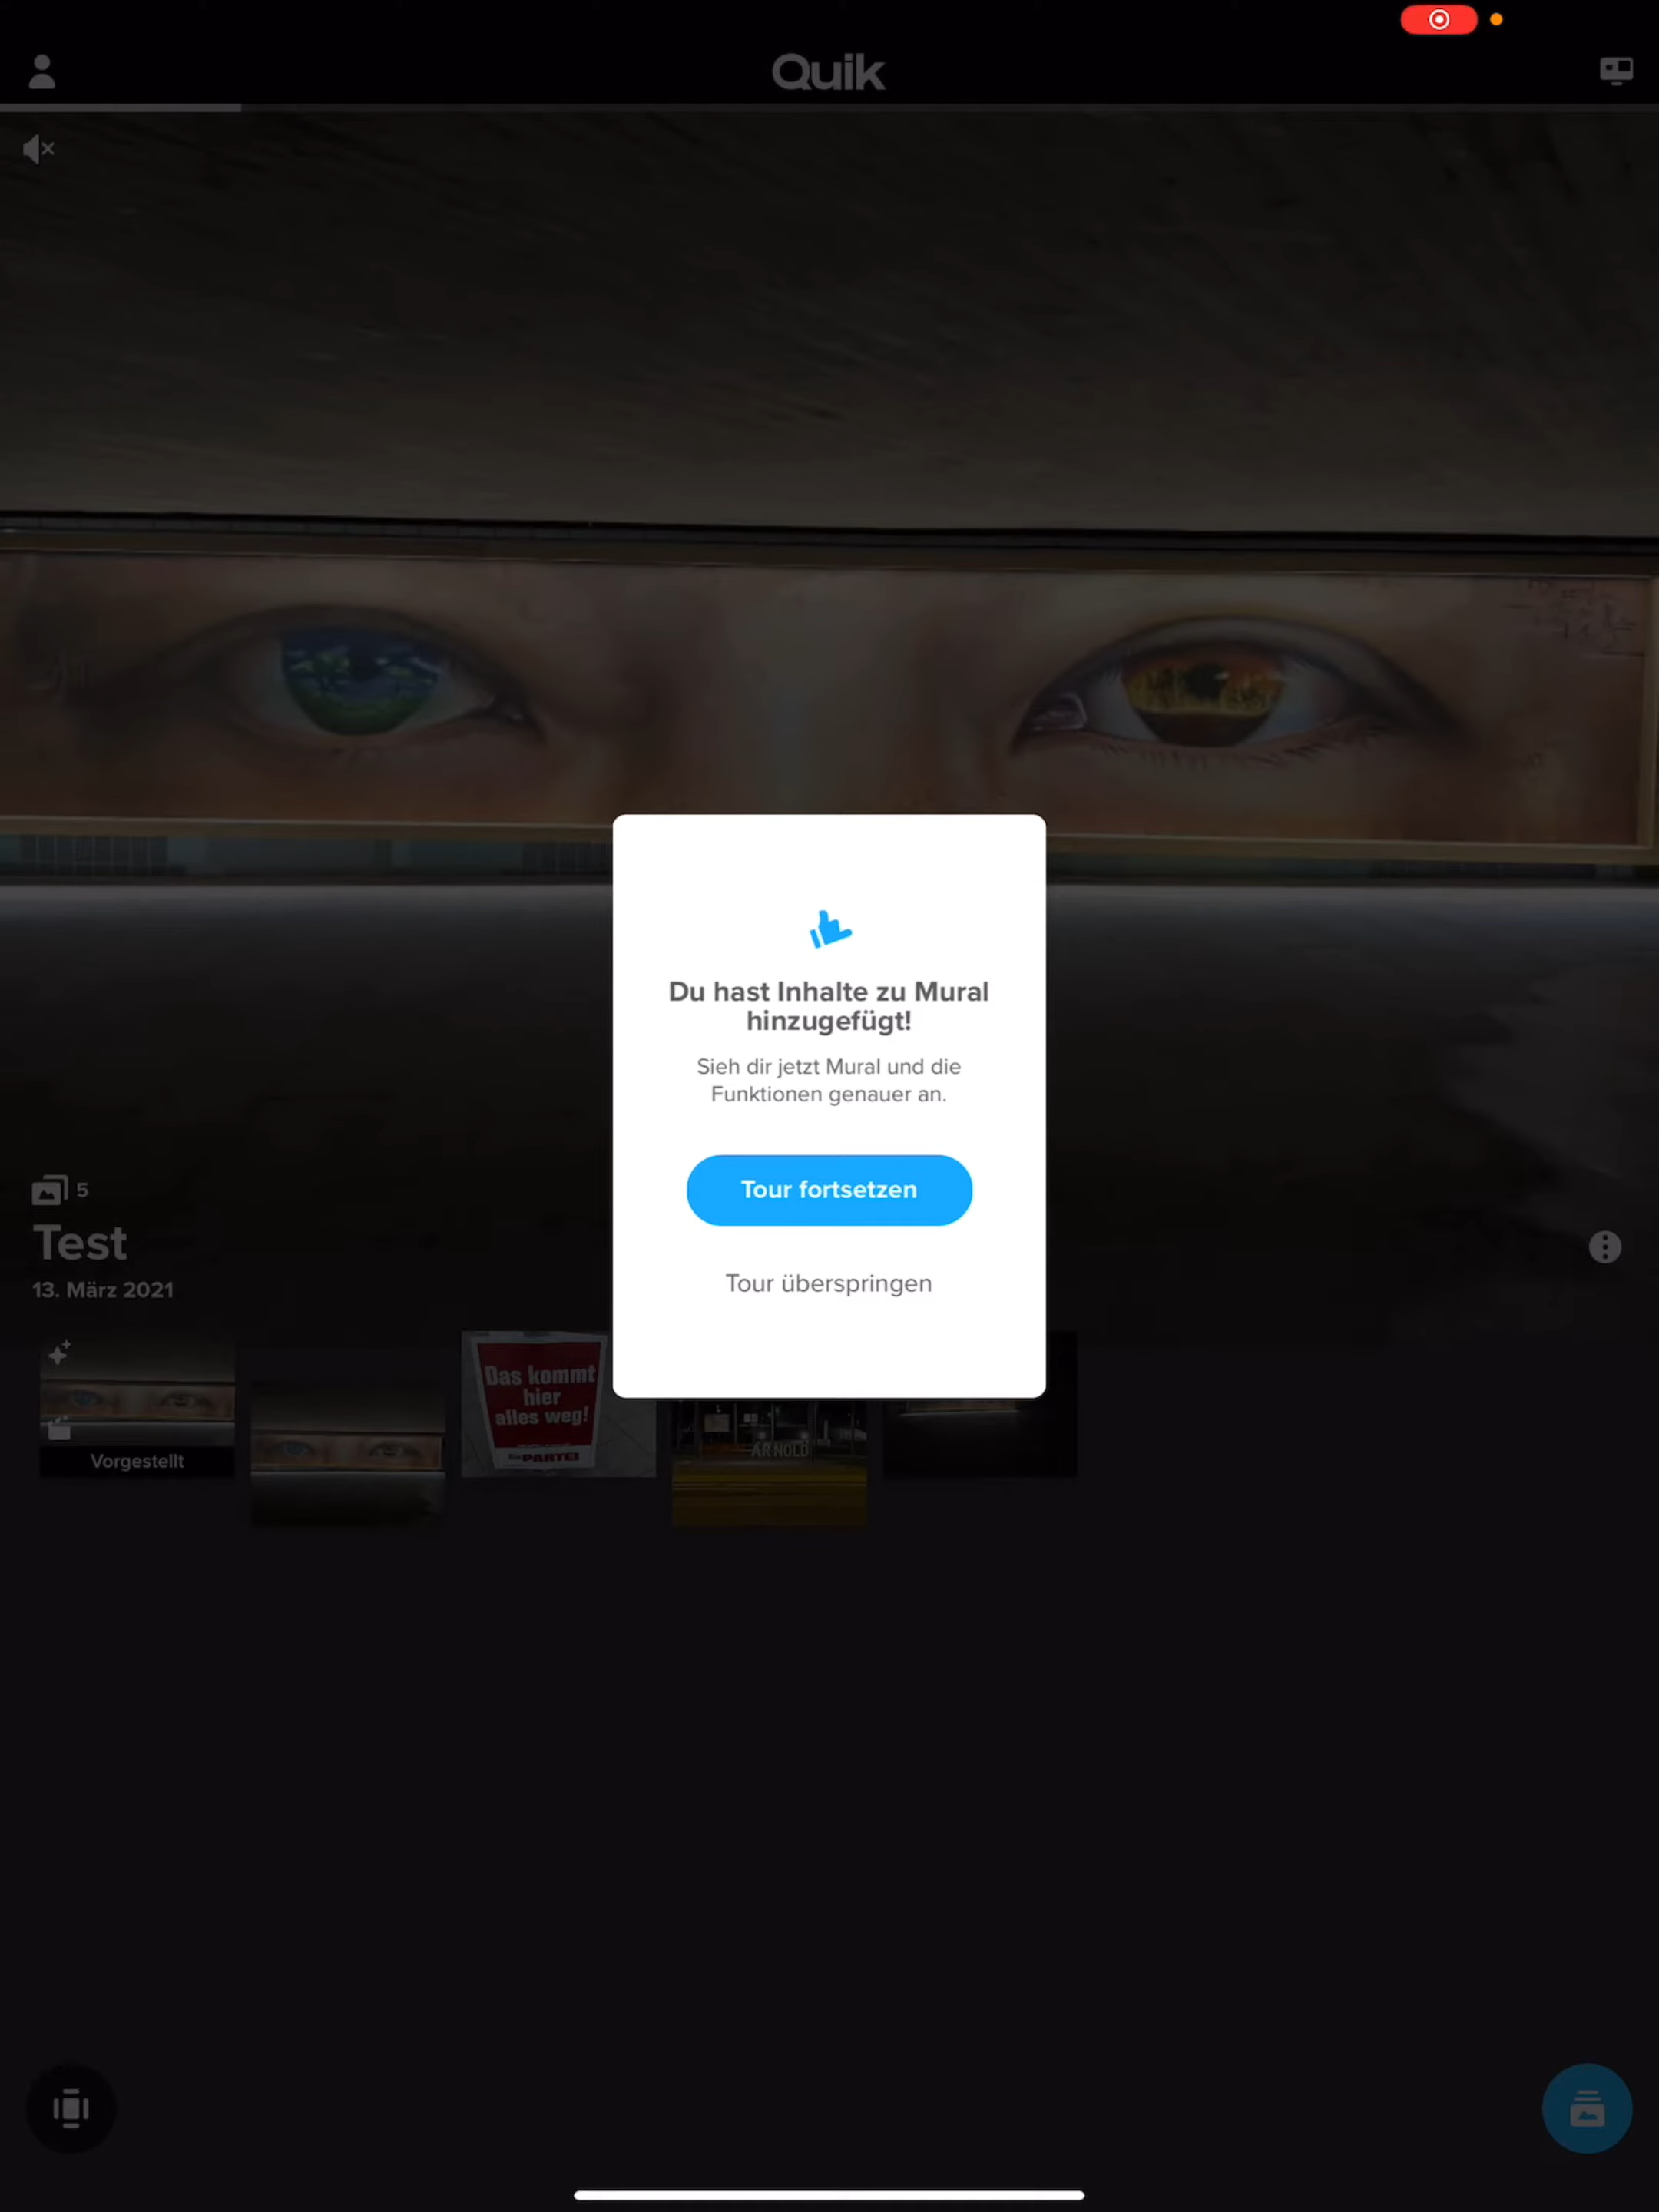 Quik
Du hast Inhalte zu Mural
hinzugefügt!
Sieh dir jetzt Mural und die
Funktionen genauer an.
Tour fortsetzen
Tour überspringen
5
Test
13. März 2021
Vorgestellt
Das kommt
hier
alles weg!
Die PARTEI
ARNOLD